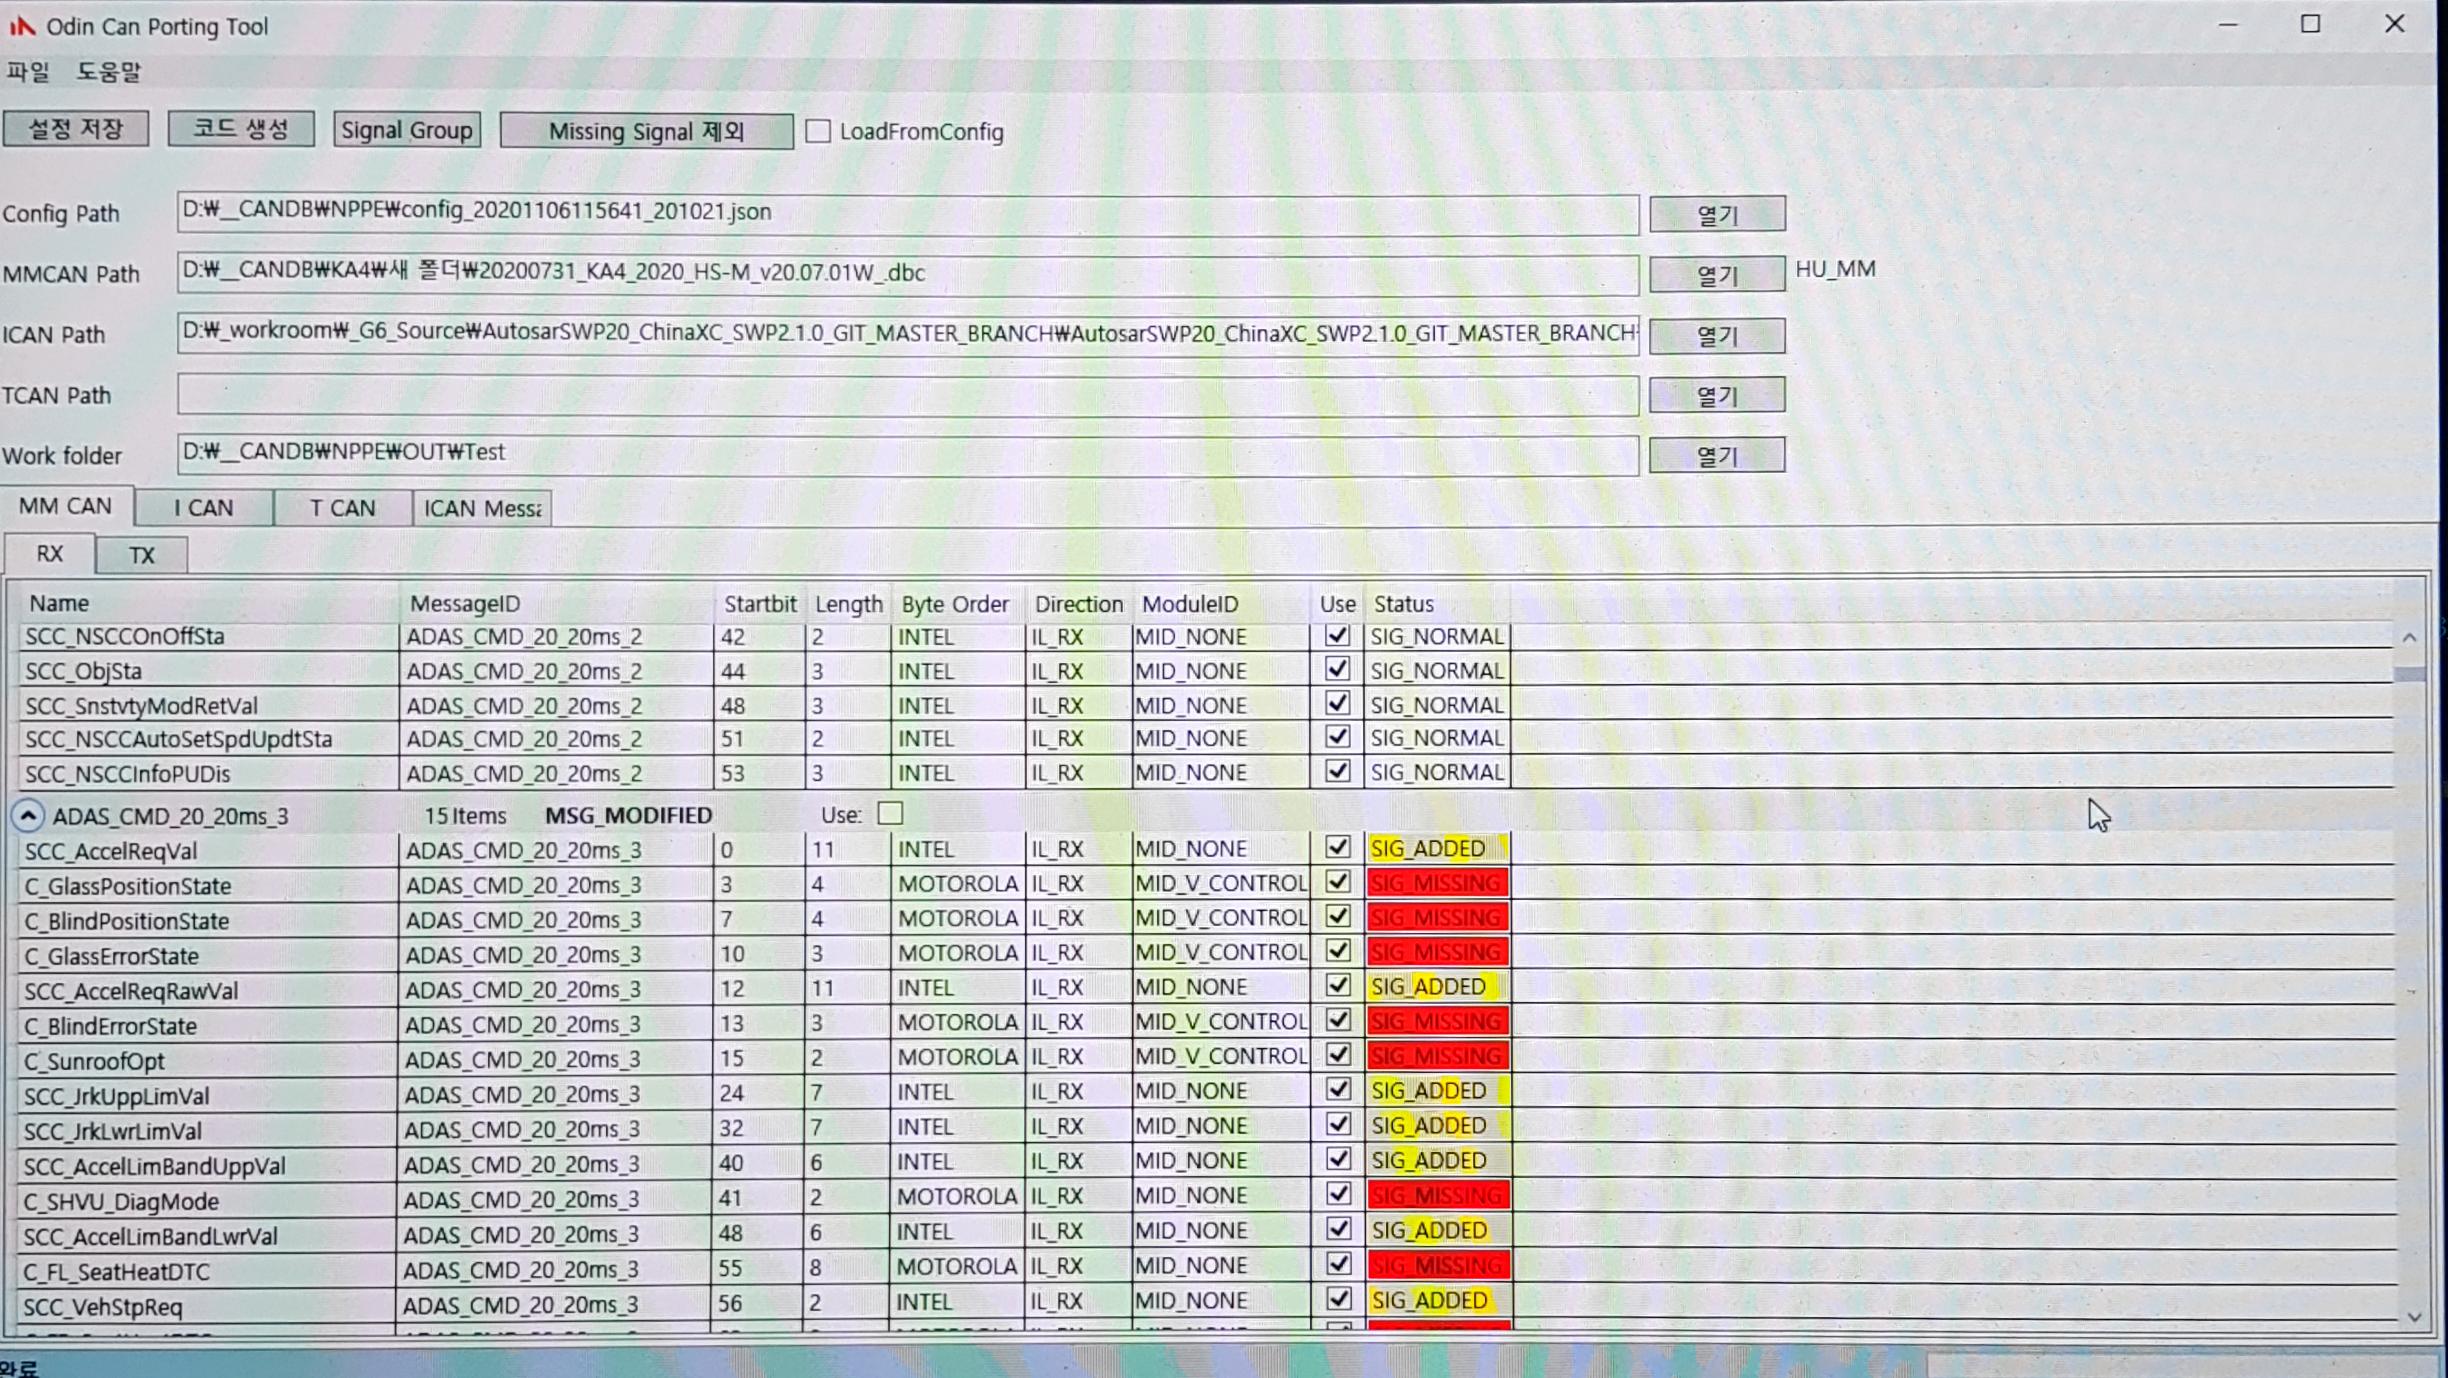 Odin Can Porting Tool
파일 도움말
설정 저장 코드 생성 Signal Group Missing Signal 제외 LoadFromConfig
Config Path D:₩__CANDB₩NPPE₩config_20201106115641_201021.json 열기
MMCAN Path D:₩__CANDB₩KA4₩새 폴더₩20200731_KA4_2020_HS-M_v20.07.01W_.dbc 열기 HU_MM
ICAN Path D:₩_workroom₩_G6_Source₩AutosarSWP20_ChinaXC_SWP2.1.0_GIT_MASTER_BRANCH₩AutosarSWP20_ChinaXC_SWP2.1.0_GIT_MASTER_BRANCH 열기
TCAN Path 열기
Work folder D:₩__CANDB₩NPPE₩OUT₩Test 열기
MM CAN I CAN T CAN ICAN Messa
RX TX
Name MessageID Startbit Length Byte Order Direction ModuleID Use Status
SCC_NSCCOnOffSta ADAS_CMD_20_20ms_2 42 2 INTEL IL_RX MID_NONE SIG_NORMAL
SCC_ObjSta ADAS_CMD_20_20ms_2 44 3 INTEL IL_RX MID_NONE SIG_NORMAL
SCC_SnstvtyModRetVal ADAS_CMD_20_20ms_2 48 3 INTEL IL_RX MID_NONE SIG_NORMAL
SCC_NSCCAutoSetSpdUpdtSta ADAS_CMD_20_20ms_2 51 2 INTEL IL_RX MID_NONE SIG_NORMAL
SCC_NSCCInfoPUDis ADAS_CMD_20_20ms_2 53 3 INTEL IL_RX MID_NONE SIG_NORMAL
ADAS_CMD_20_20ms_3 15 Items MSG_MODIFIED Use:
SCC_AccelReqVal ADAS_CMD_20_20ms_3 0 11 INTEL IL_RX MID_NONE SIG_ADDED
C_GlassPositionState ADAS_CMD_20_20ms_3 3 4 MOTOROLA IL_RX MID_V_CONTROL SIG_MISSING
C_BlindPositionState ADAS_CMD_20_20ms_3 7 4 MOTOROLA IL_RX MID_V_CONTROL SIG_MISSING
C_GlassErrorState ADAS_CMD_20_20ms_3 10 3 MOTOROLA IL_RX MID_V_CONTROL SIG_MISSING
SCC_AccelReqRawVal ADAS_CMD_20_20ms_3 12 11 INTEL IL_RX MID_NONE SIG_ADDED
C_BlindErrorState ADAS_CMD_20_20ms_3 13 3 MOTOROLA IL_RX MID_V_CONTROL SIG_MISSING
C_SunroofOpt ADAS_CMD_20_20ms_3 15 2 MOTOROLA IL_RX MID_V_CONTROL SIG_MISSING
SCC_JrkUppLimVal ADAS_CMD_20_20ms_3 24 7 INTEL IL_RX MID_NONE SIG_ADDED
SCC_JrkLwrLimVal ADAS_CMD_20_20ms_3 32 7 INTEL IL_RX MID_NONE SIG_ADDED
SCC_AccelLimBandUppVal ADAS_CMD_20_20ms_3 40 6 INTEL IL_RX MID_NONE SIG_ADDED
C_SHVU_DiagMode ADAS_CMD_20_20ms_3 41 2 MOTOROLA IL_RX MID_NONE SIG_MISSING
SCC_AccelLimBandLwrVal ADAS_CMD_20_20ms_3 48 6 INTEL IL_RX MID_NONE SIG_ADDED
C_FL_SeatHeatDTC ADAS_CMD_20_20ms_3 55 8 MOTOROLA IL_RX MID_NONE SIG_MISSING
SCC_VehStpReq ADAS_CMD_20_20ms_3 56 2 INTEL IL_RX MID_NONE SIG_ADDED
완료